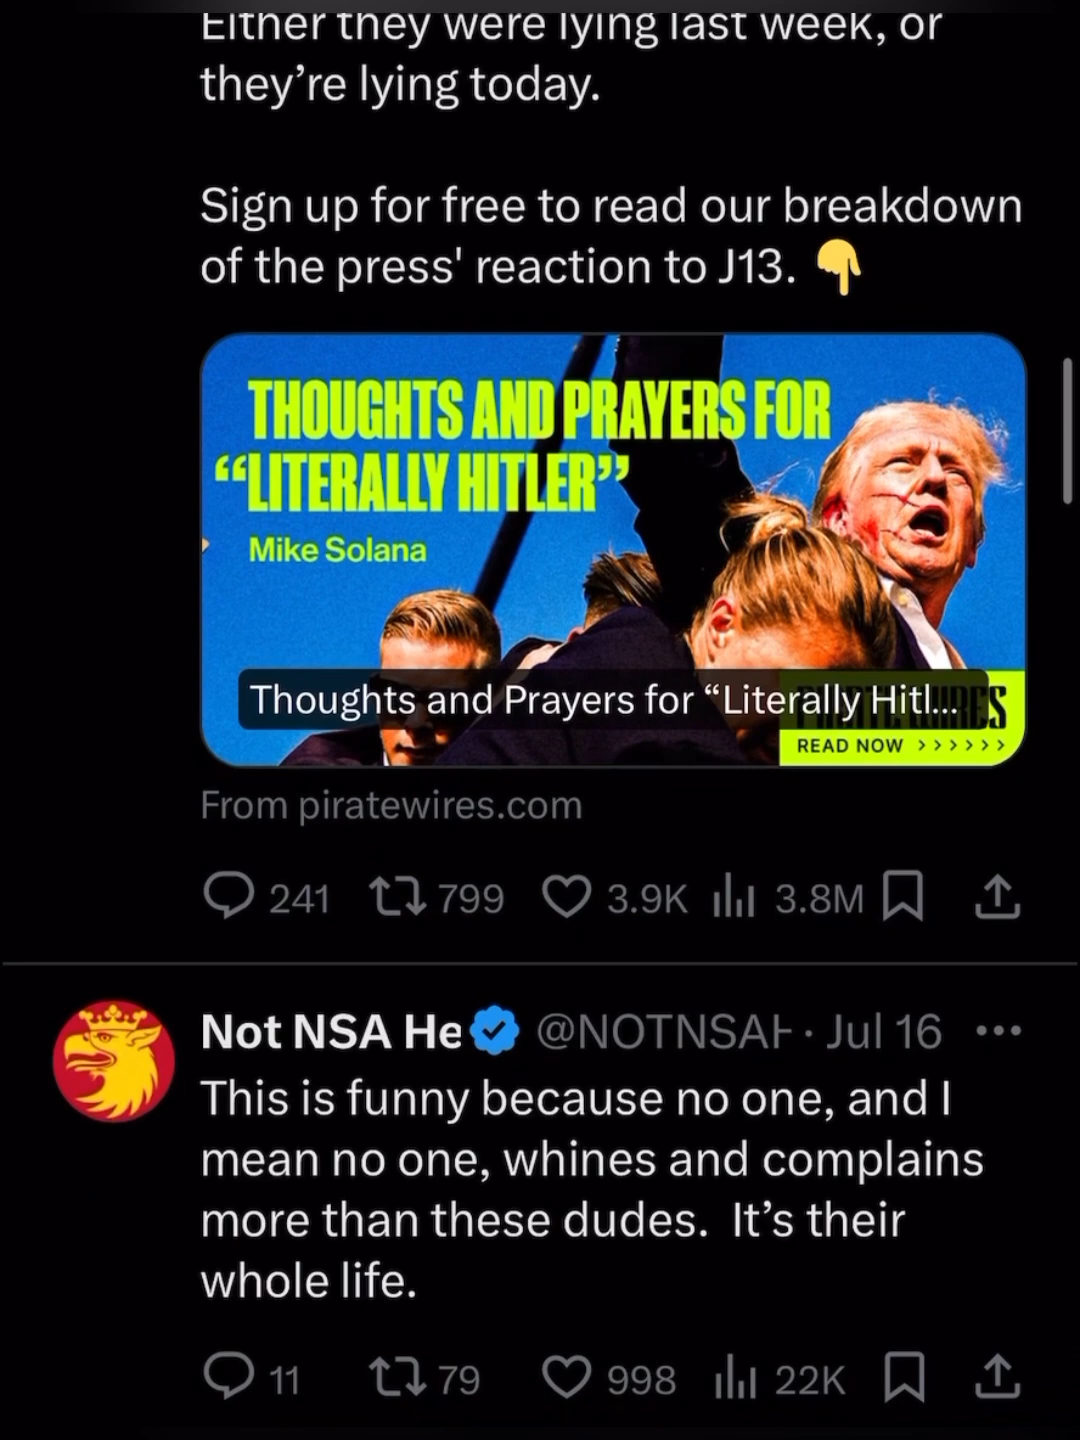 Either they were lying last week, or
they’re lying today.
Sign up for free to read our breakdown
of the press' reaction to J13. 👇
THOUGHTS AND PRAYERS FOR
“LITERALLY HITLER”
Mike Solana
Thoughts and Prayers for “Literally Hitl...
READ NOW >>>>>>
From piratewires.com
241 799 3.9K 3.8M
Not NSA He @NOTNSAH · Jul 16
This is funny because no one, and I
mean no one, whines and complains
more than these dudes.  It’s their
whole life.
11 79 998 22K